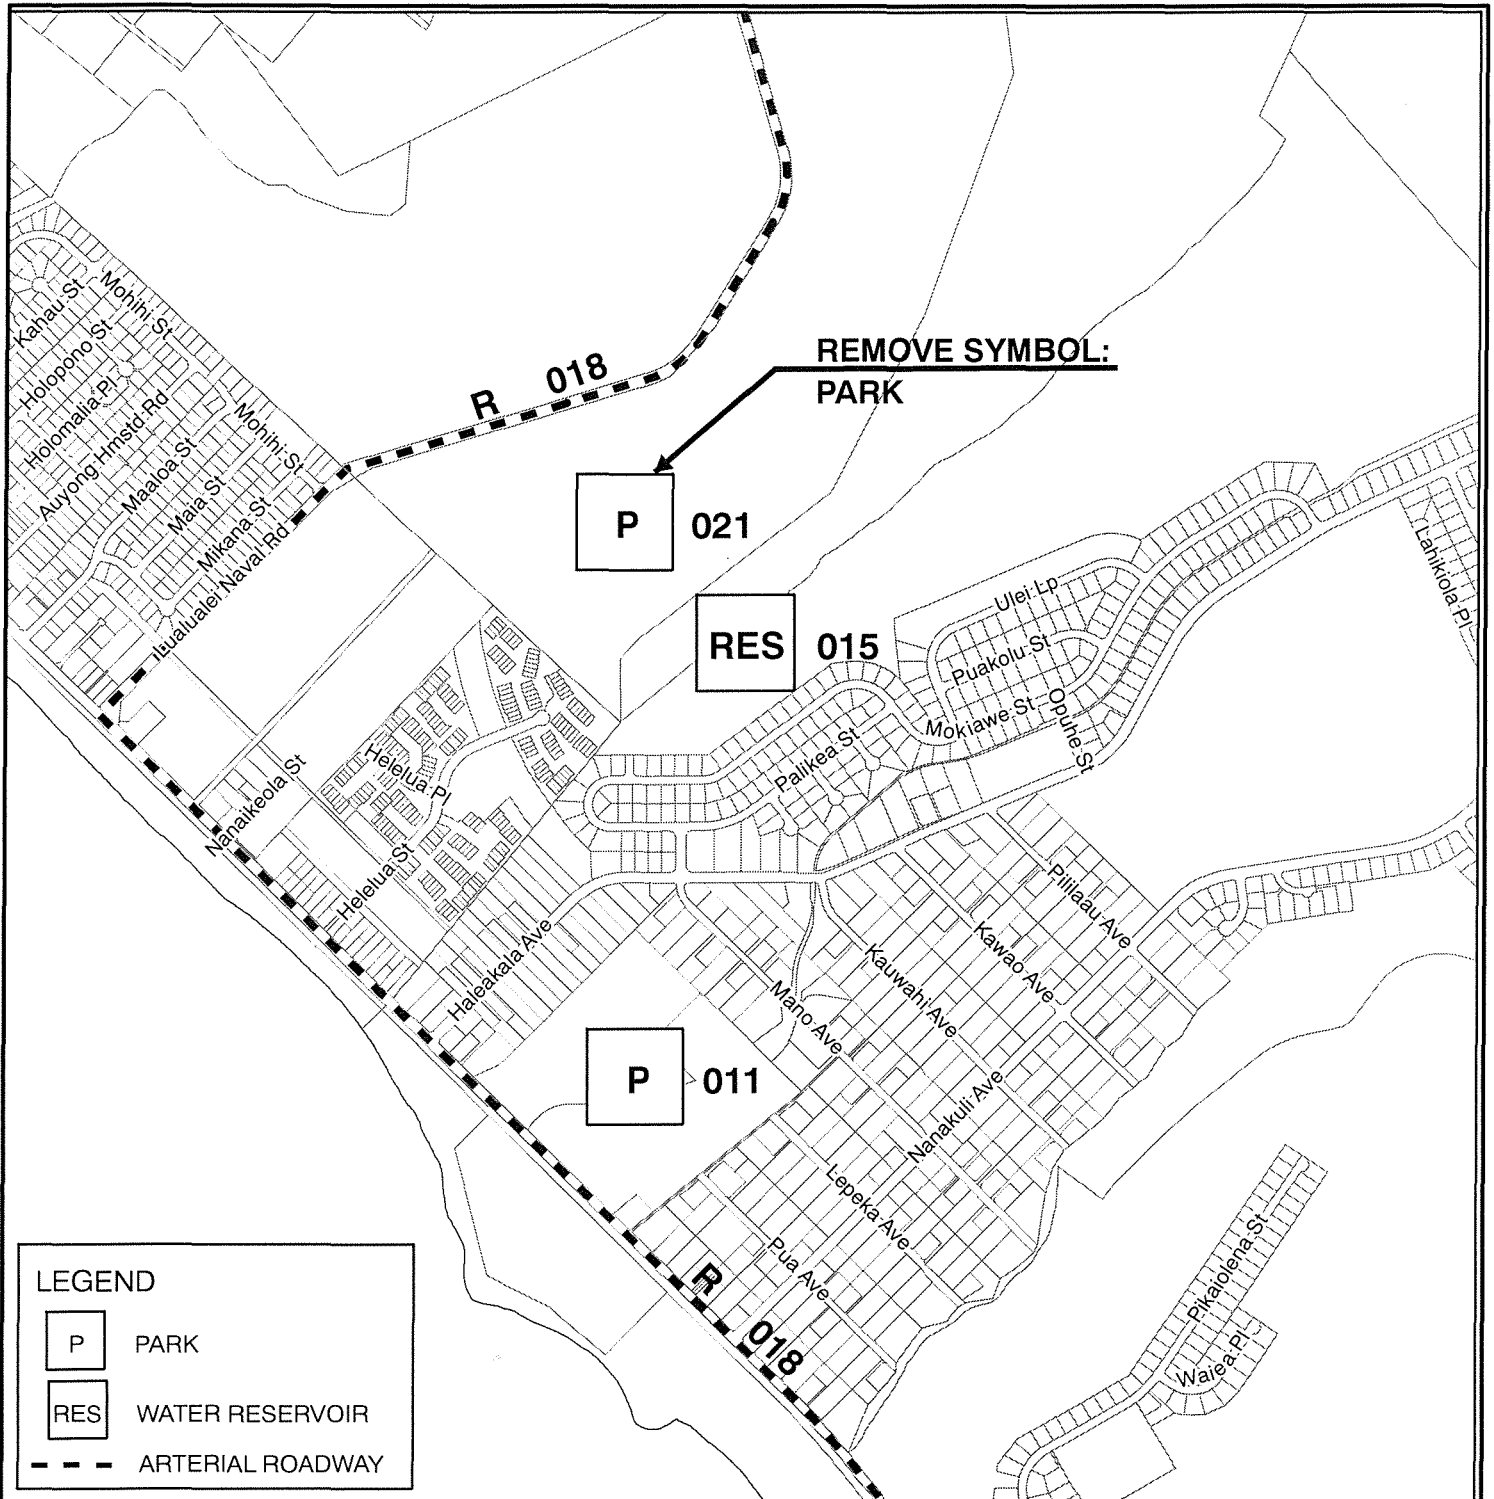 Kahau St
Mohihi St
Holopono St
Holomalia Pl
Auyong Hmstd Rd
Maaloa St
Maia St
Mohihi St
Mikana St
Lualualei Naval Rd
R 018
REMOVE SYMBOL:
PARK
P 021
RES 015
Ulei Lp
Puakolu St
Mokiawe St
Opuhe St
Lahikiola Pl
Palikea St
Nanaikeola St
Helelua Pl
Helelua St
Haleakala Ave
Pililaau Ave
Kawao Ave
Kauwahi Ave
Mano Ave
Nanakuli Ave
P 011
Lepeka Ave
Pua Ave
R 018
Pikaiolena St
Waiea Pl
LEGEND
P PARK
RES WATER RESERVOIR
ARTERIAL ROADWAY